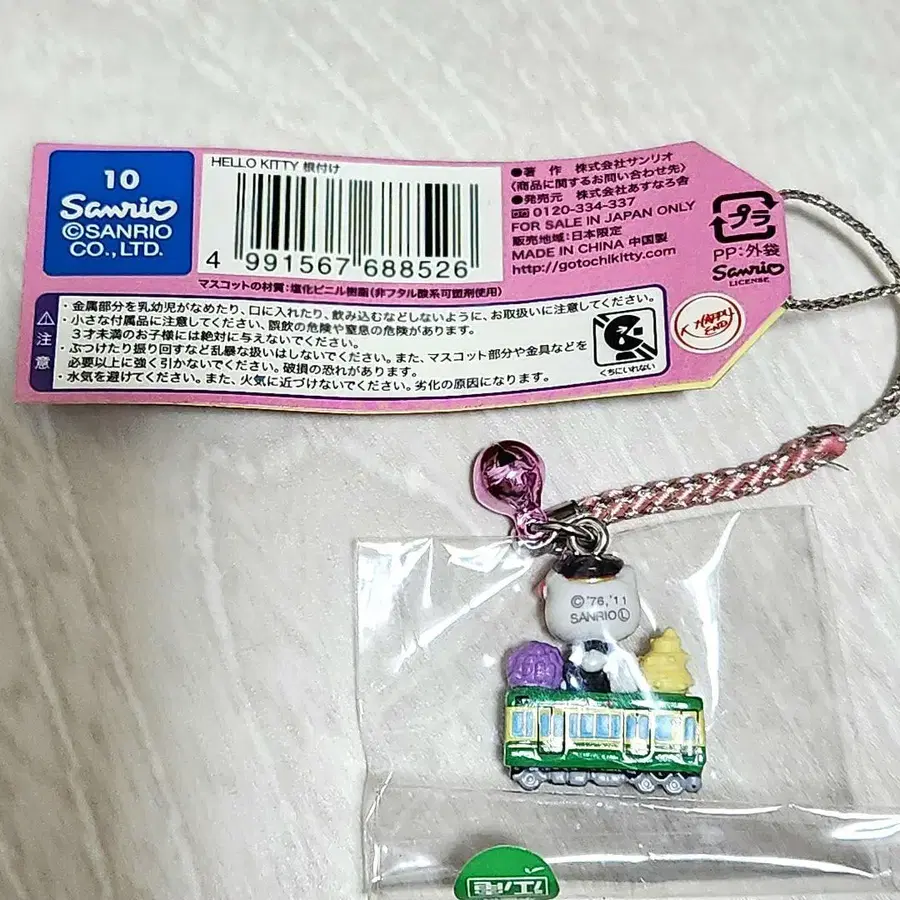 10
Sanrio
©SANRIO
CO.,LTD.
HELLO KITTY 根付け
4 991567 688526
マスコットの材質:塩化ビニル樹脂(非フタル酸系可塑剤使用)
●著 作 株式会社サンリオ
〈商品に関するお問い合わせ先〉
●発売元 株式会社あすなろ舎
0120-334-337
FOR SALE IN JAPAN ONLY
販売地域:日本限定
MADE IN CHINA 中国製
http://gotochikitty.com
プラ
PP:外袋
Sanrio
LICENSE
HAPPY
END
注意
・金属部分を乳幼児がなめたり、口に入れたり、飲み込むなどしないように、お取扱いに注意してください。
・小さな付属品に注意してください、誤飲の危険や窒息の危険があります。
3才未満のお子様には絶対に与えないでください。
・ぶつけたり振り回すなど乱暴な扱いはしないでください。また、マスコット部分や金具などを
必要以上に強く引かないでください。破損の恐れがあります。
・水気を避けてください。また、火気に近づけないでください。劣化の原因になります。
くちにいれない
©'76,'11
SANRIO Ⓛ